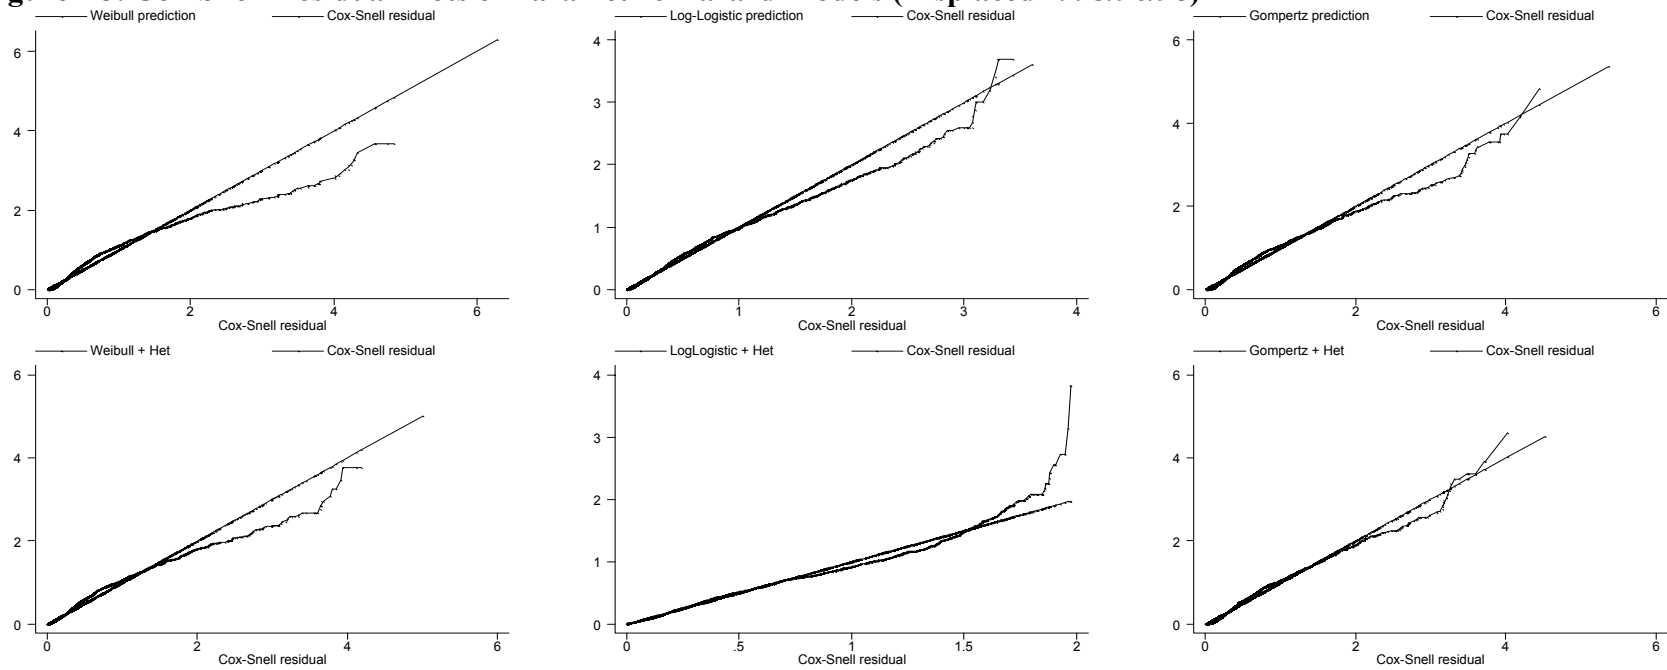 Weibull prediction Cox-Snell residual Log-Logistic prediction Cox-Snell residual Gompertz prediction Cox-Snell residual
6 4 6
3
4 4
2
2 2
1
0 0 0
0 2 4 6 0 1 2 3 4 0 2 4 6
Cox-Snell residual Cox-Snell residual Cox-Snell residual
Weibull + Het Cox-Snell residual LogLogistic + Het Cox-Snell residual Gompertz + Het Cox-Snell residual
6 4 6
3
4 4
2
2 2
1
0 0 0
0 2 4 6 0 .5 1 1.5 2 0 2 4 6
Cox-Snell residual Cox-Snell residual Cox-Snell residual